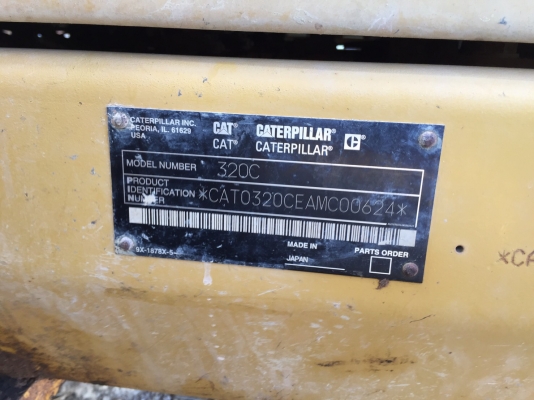 CATERPILLAR INC.
PEORIA, IL 61629
USA
CAT® CATERPILLAR® C®
CAT® CATERPILLAR®
MODEL NUMBER 320C
PRODUCT
IDENTIFICATION
NUMBER *CAT0320CEAMC00624*
MADE IN
JAPAN
PARTS ORDER
*CA